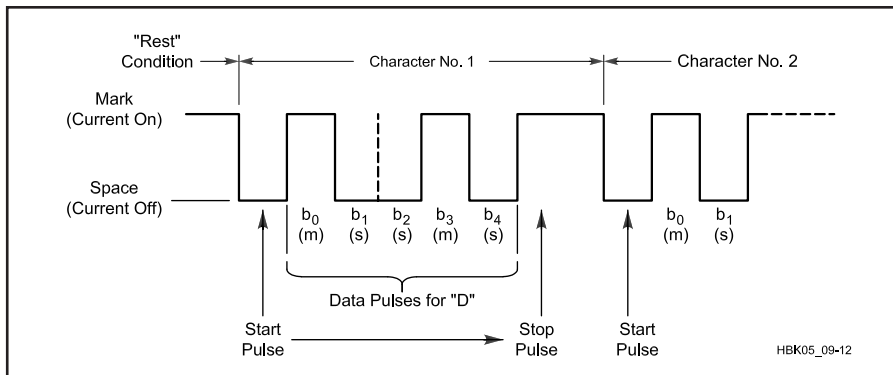 "Rest"
Condition
Character No. 1
Character No. 2
Mark
(Current On)
Space
(Current Off)
b0 b1 b2 b3 b4 b0 b1
(m) (s) (s) (m) (s) (m) (s)
Data Pulses for "D"
Start Stop Start
Pulse Pulse Pulse
HBK05_09-12